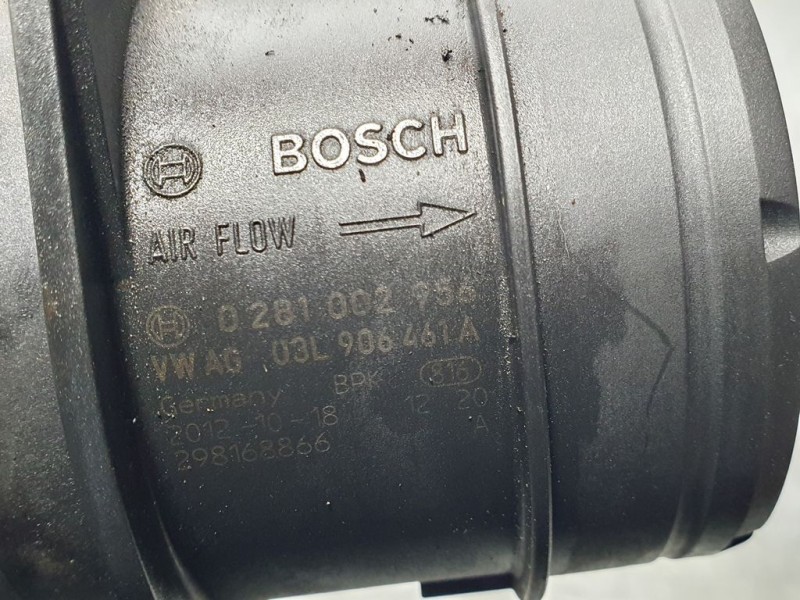 BOSCH
AIR FLOW
0 281 002 956
VW AG 03L 906 461 A
Germany BPK 816
2012-10-18 12 20
298168866 A